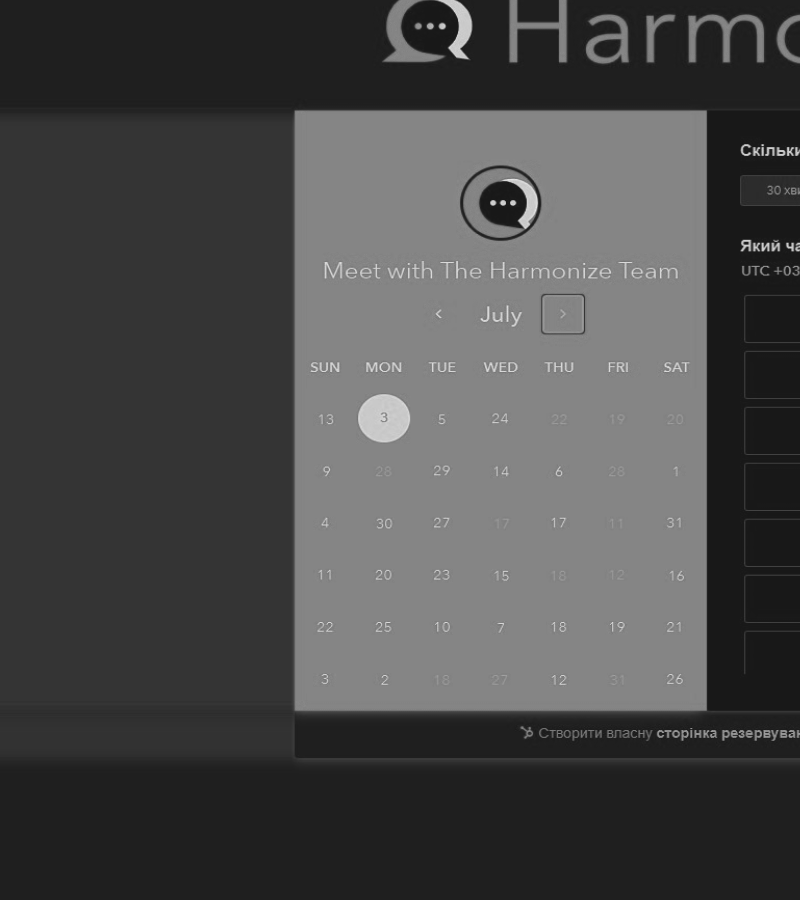 Harmo
Meet with The Harmonize Team
July
SUN MON TUE WED THU FRI SAT
13 3 5 24 22 19 20
9 28 29 14 6 28 1
4 30 27 17 17 11 31
11 20 23 15 18 12 16
22 25 10 7 18 19 21
3 2 18 27 12 31 26
Скільки
30 хви
Який ча
UTC +03
Створити власну сторінка резервуван